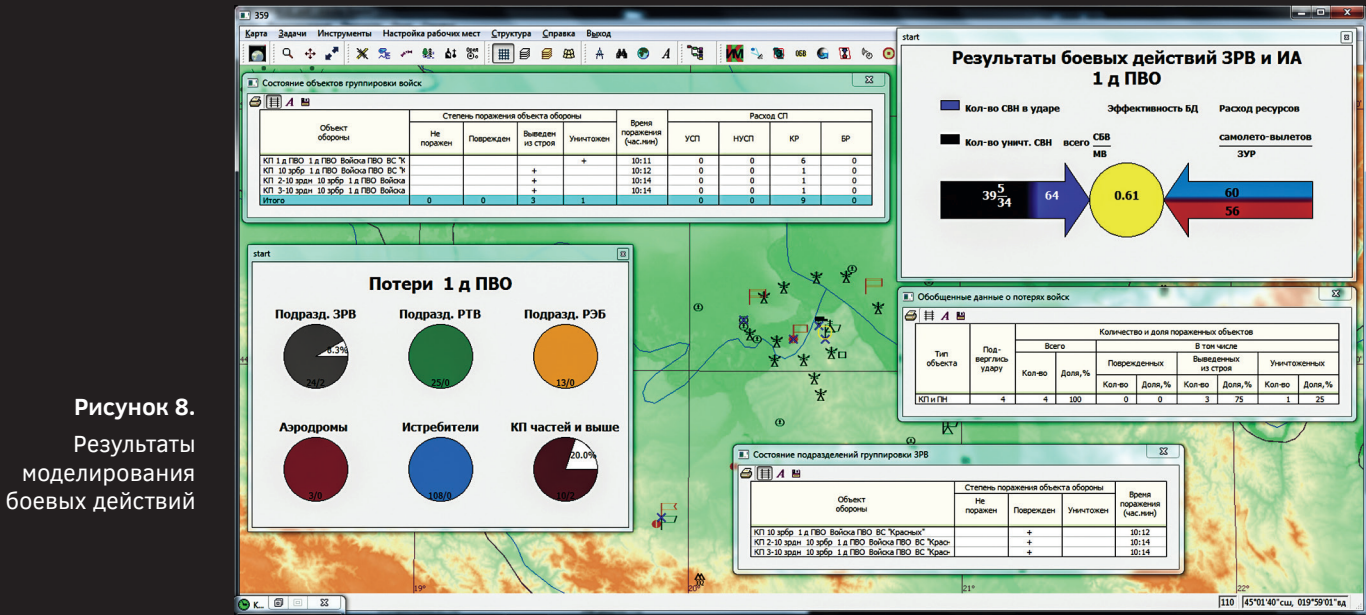 Рисунок 8.
Результаты
моделирования
боевых действий
359
Карта Задачи Инструменты Настройка рабочих мест Структура Справка Выход
Состояние объектов группировки войск
Объект обороны
Степень поражения объекта обороны
Время поражения (час.мин)
Расход СП
Не поражен
Поврежден
Выведен из строя
Уничтожен
УСП
НУСП
КР
БР
КП 1 д ПВО 1 д ПВО Войска ПВО ВС "К + 10:11 0 0 6 0
КП 10 зрбр 1 д ПВО Войска ПВО ВС "К + 10:12 0 0 1 0
КП 2-10 зрдн 10 зрбр 1 д ПВО Войска + 10:14 0 0 1 0
КП 3-10 зрдн 10 зрбр 1 д ПВО Войска + 10:14 0 0 1 0
Итого 0 0 3 1 0 0 9 0
start
Результаты боевых действий ЗРВ и ИА
1 д ПВО
Кол-во СВН в ударе Эффективность БД Расход ресурсов
Кол-во уничт. СВН всего СБВ самолето-вылетов
МВ ЗУР
39 5/34 64 0.61 60
56
start
Потери 1 д ПВО
Подразд. ЗРВ Подразд. РТВ Подразд. РЭБ
8.3%
24/2 25/0 13/0
Аэродромы Истребители КП частей и выше
20.0%
3/0 108/0 10/2
Обобщенные данные о потерях войск
Тип объекта
Под-верглись удару
Количество и доля пораженных объектов
Всего
В том числе
Поврежденных
Выведенных из строя
Уничтоженных
Кол-во Доля,% Кол-во Доля,% Кол-во Доля,% Кол-во Доля,%
КП и ПН 4 4 100 0 0 3 75 1 25
Состояние подразделений группировки ЗРВ
Объект обороны
Степень поражения объекта обороны
Время поражения (час.мин)
Не поражен
Поврежден
Уничтожен
КП 10 зрбр 1 д ПВО Войска ПВО ВС "Красных" + 10:12
КП 2-10 зрдн 10 зрбр 1 д ПВО Войска ПВО ВС "Красн- + 10:14
КП 3-10 зрдн 10 зрбр 1 д ПВО Войска ПВО ВС "Красн- + 10:14
19° 20° 21° 22°
К...
110 45°01'40"сш, 019°59'01"вд